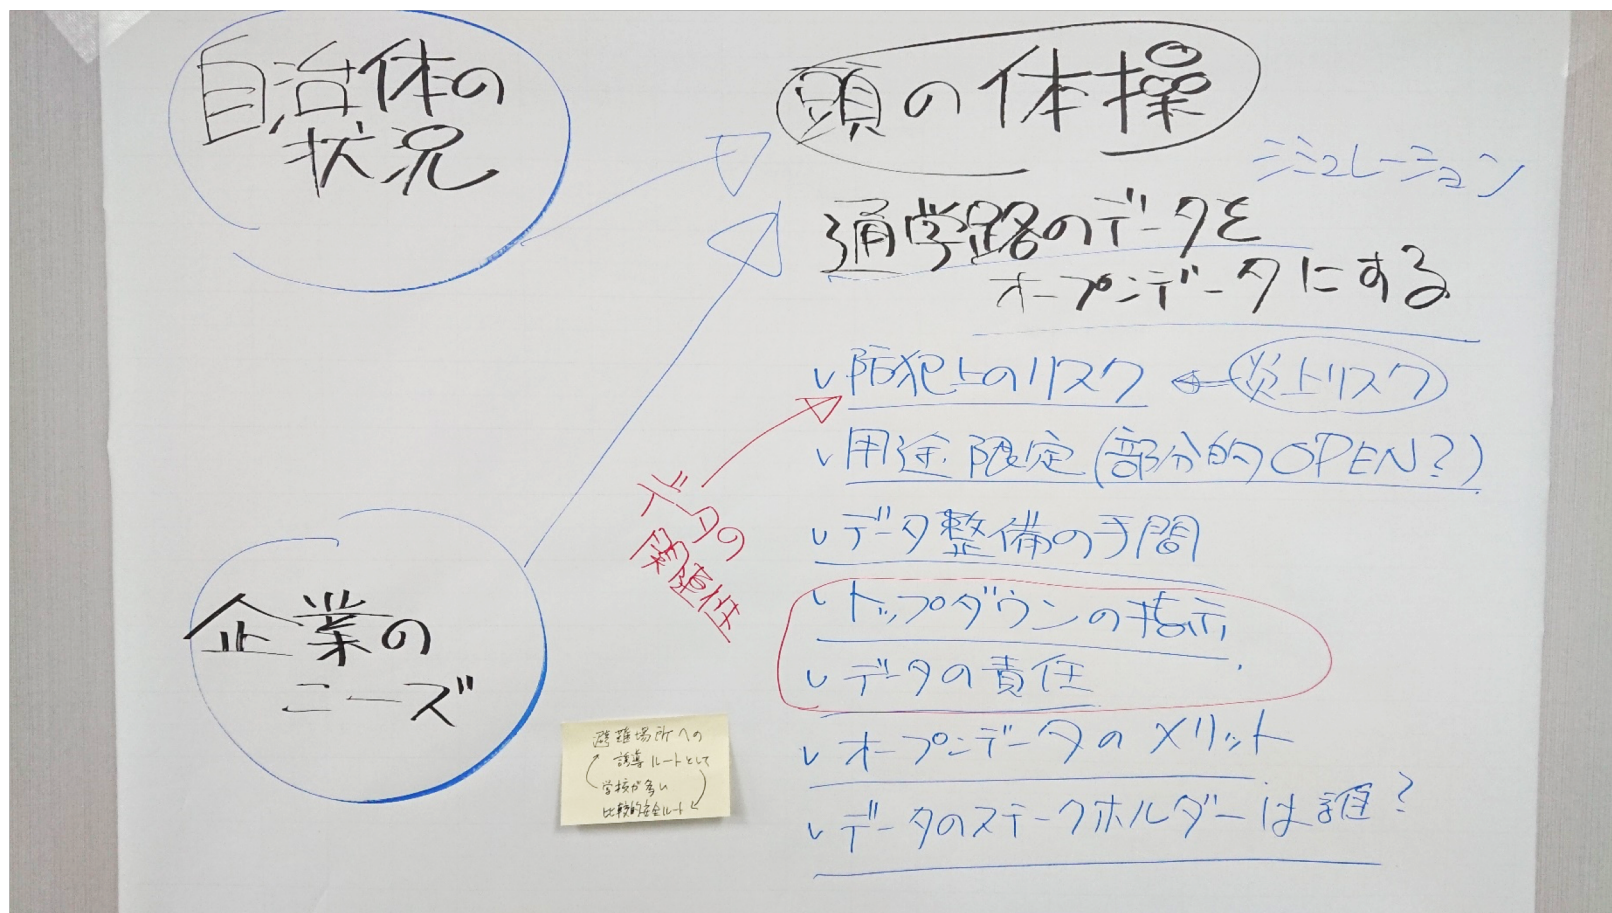 自治体の
状況
頭の体操
シミュレーション
通学路のデータを
オープンデータにする
防犯上のリスク ← 炎上リスク
用途限定(部分的OPEN?)
データの
関連性
データ整備の手間
トップダウンの指示
データの責任
オープンデータのメリット
データのステークホルダーは誰?
企業の
ニーズ
避難場所への
誘導ルートとして
学校が多い
比較的安全ルート